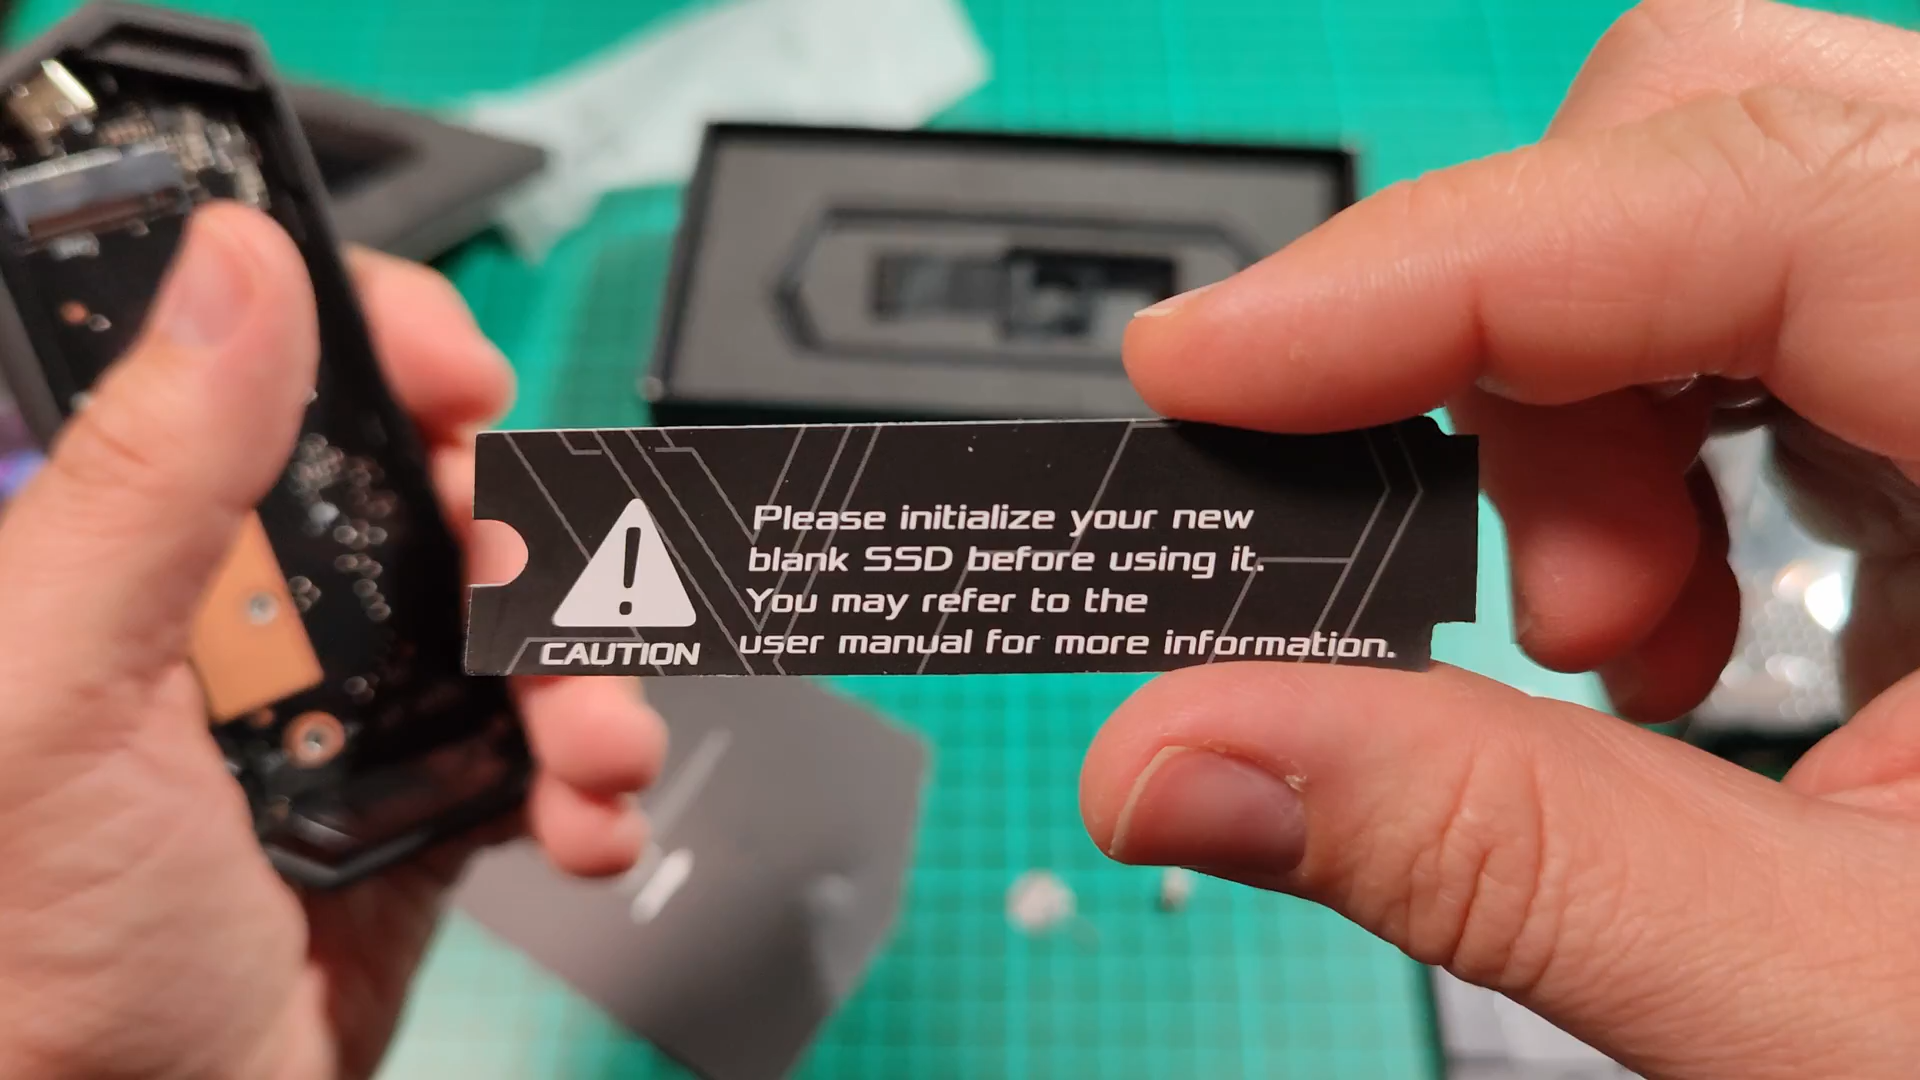 Please initialize your new
blank SSD before using it.
You may refer to the
user manual for more information.
CAUTION